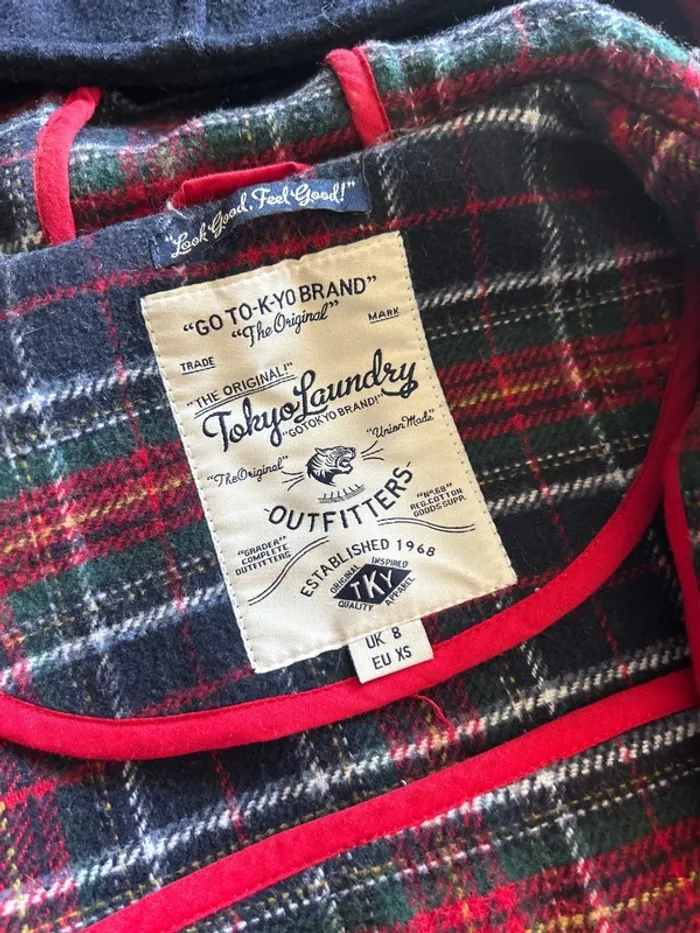 "Look Good, Feel Good!"
"GO TO-K-YO BRAND"
"The Original"
TRADE
MARK
"THE ORIGINAL!"
Tokyo Laundry
"GOTOKYO BRAND!"
"The Original"
"Union Made"
OUTFITTERS
"GRADE A"
COMPLETE
OUTFITTERS
"Nº.68"
REG.COTTON
GOODS SUPR.
ESTABLISHED 1968
ORIGINAL
INSPIRED
TKY
QUALITY
APPAREL
UK 8
EU XS